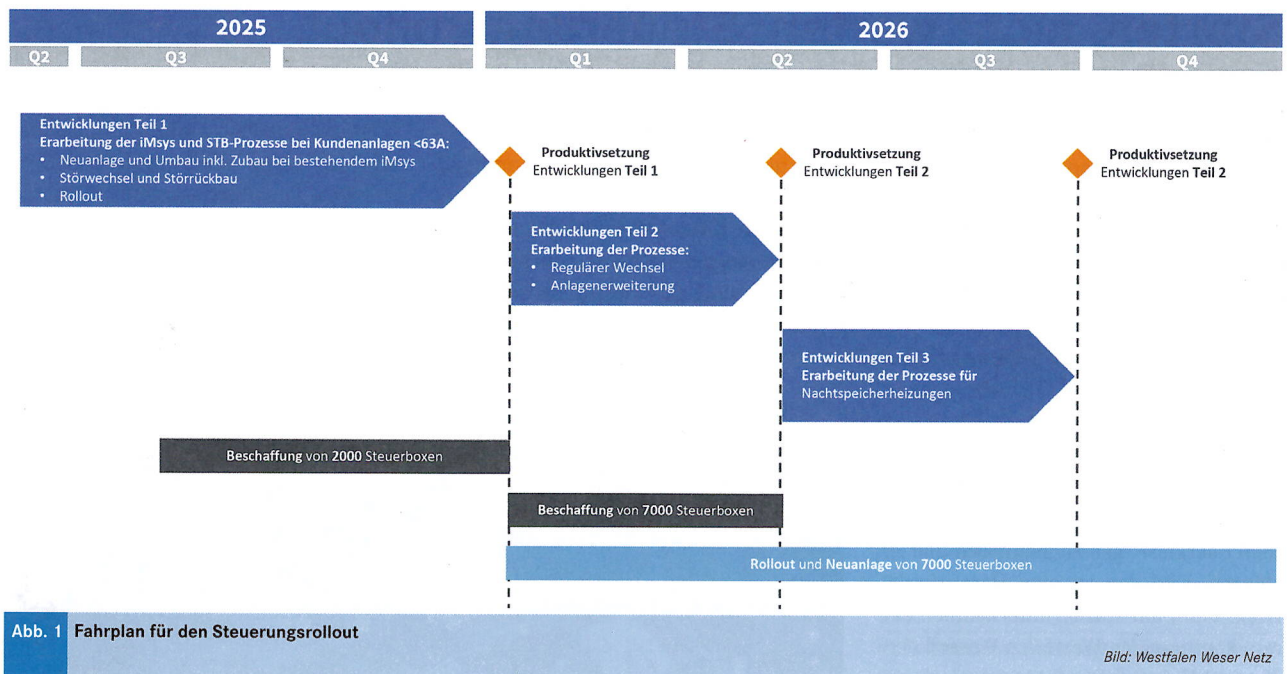 2025
2026
Q2
Q3
Q4
Q1
Q2
Q3
Q4
Entwicklungen Teil 1
Erarbeitung der iMsys und STB-Prozesse bei Kundenanlagen <63A:
• Neuanlage und Umbau inkl. Zubau bei bestehendem iMsys
• Störwechsel und Störrückbau
• Rollout
Produktivsetzung
Entwicklungen Teil 1
Produktivsetzung
Entwicklungen Teil 2
Produktivsetzung
Entwicklungen Teil 2
Entwicklungen Teil 2
Erarbeitung der Prozesse:
• Regulärer Wechsel
• Anlagenerweiterung
Entwicklungen Teil 3
Erarbeitung der Prozesse für
Nachtspeicherheizungen
Beschaffung von 2000 Steuerboxen
Beschaffung von 7000 Steuerboxen
Rollout und Neuanlage von 7000 Steuerboxen
Abb. 1 Fahrplan für den Steuerungsrollout
Bild: Westfalen Weser Netz